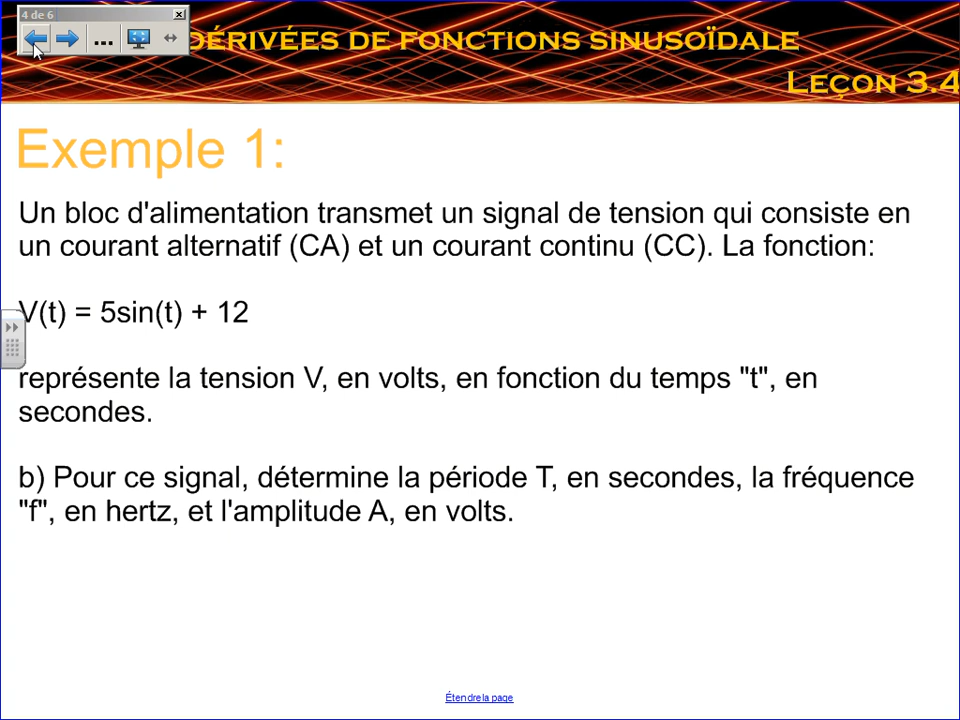 4 de 6
DÉRIVÉES DE FONCTIONS SINUSOÏDALE
LEÇON 3.4
Exemple 1:
Un bloc d'alimentation transmet un signal de tension qui consiste en
un courant alternatif (CA) et un courant continu (CC). La fonction:
V(t) = 5sin(t) + 12
représente la tension V, en volts, en fonction du temps "t", en
secondes.
b) Pour ce signal, détermine la période T, en secondes, la fréquence
"f", en hertz, et l'amplitude A, en volts.
Étendre la page